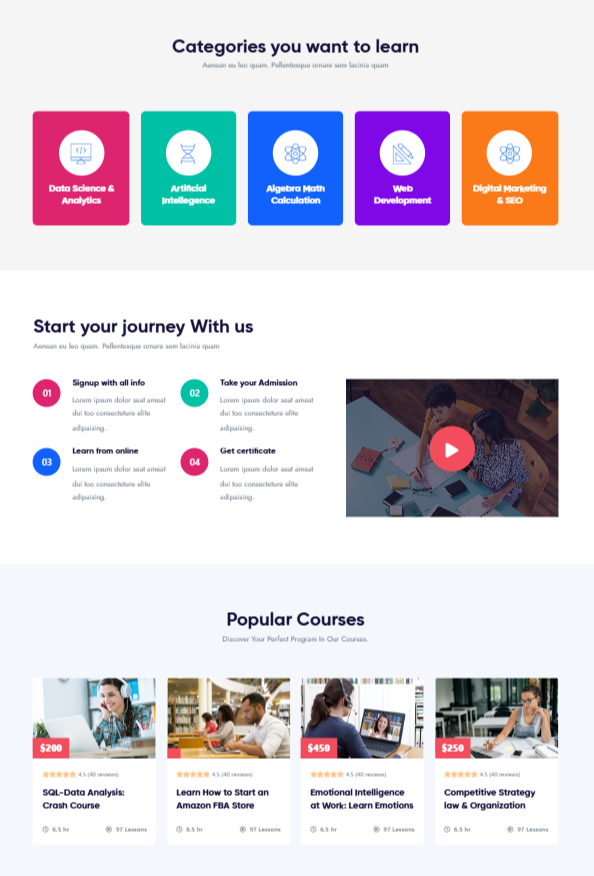 Categories you want to learn
Aenean eu leo quam. Pellentesque ornare sem lacinia quam
Data Science &
Analytics
Artificial
Intellegence
Algebra Math
Calculation
Web
Development
Digital Marketing
& SEO
Start your journey With us
Aenean eu leo quam. Pellentesque ornare sem lacinia quam
01
Signup with all info
Lorem ipsum dolor seat ameat
dui too consecteture elite
adipaising.
02
Take your Admission
Lorem ipsum dolor seat ameat
dui too consecteture elite
adipaising.
03
Learn from online
Lorem ipsum dolor seat ameat
dui too consecteture elite
adipaising.
04
Get certificate
Lorem ipsum dolor seat ameat
dui too consecteture elite
adipaising.
Popular Courses
Discover Your Perfect Program In Our Courses.
$200
4.5 (40 reviews)
SQL-Data Analysis:
Crash Course
6.5 hr
97 Lessons
4.5 (40 reviews)
Learn How to Start an
Amazon FBA Store
6.5 hr
97 Lessons
$450
4.5 (40 reviews)
Emotional Intelligence
at Work: Learn Emotions
6.5 hr
97 Lessons
$250
4.5 (40 reviews)
Competitive Strategy
law & Organization
6.5 hr
97 Lessons